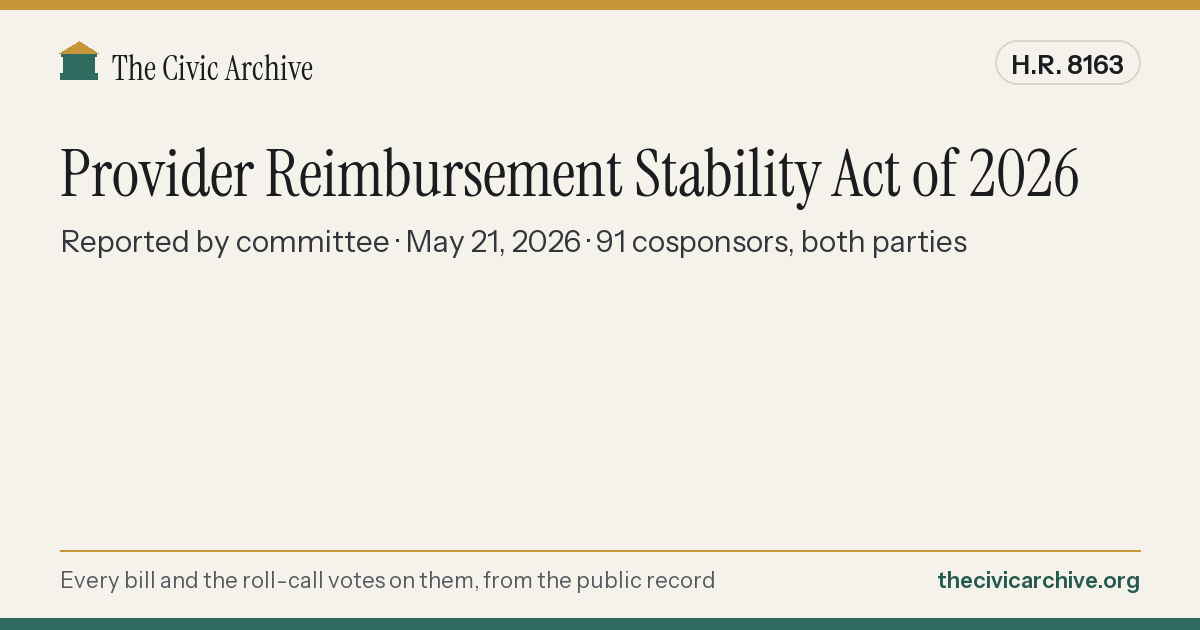 The Civic Archive
H.R. 8163
Provider Reimbursement Stability Act of 2026
Reported by committee · May 21, 2026 · 91 cosponsors, both parties
Every bill and the roll-call votes on them, from the public record
thecivicarchive.org